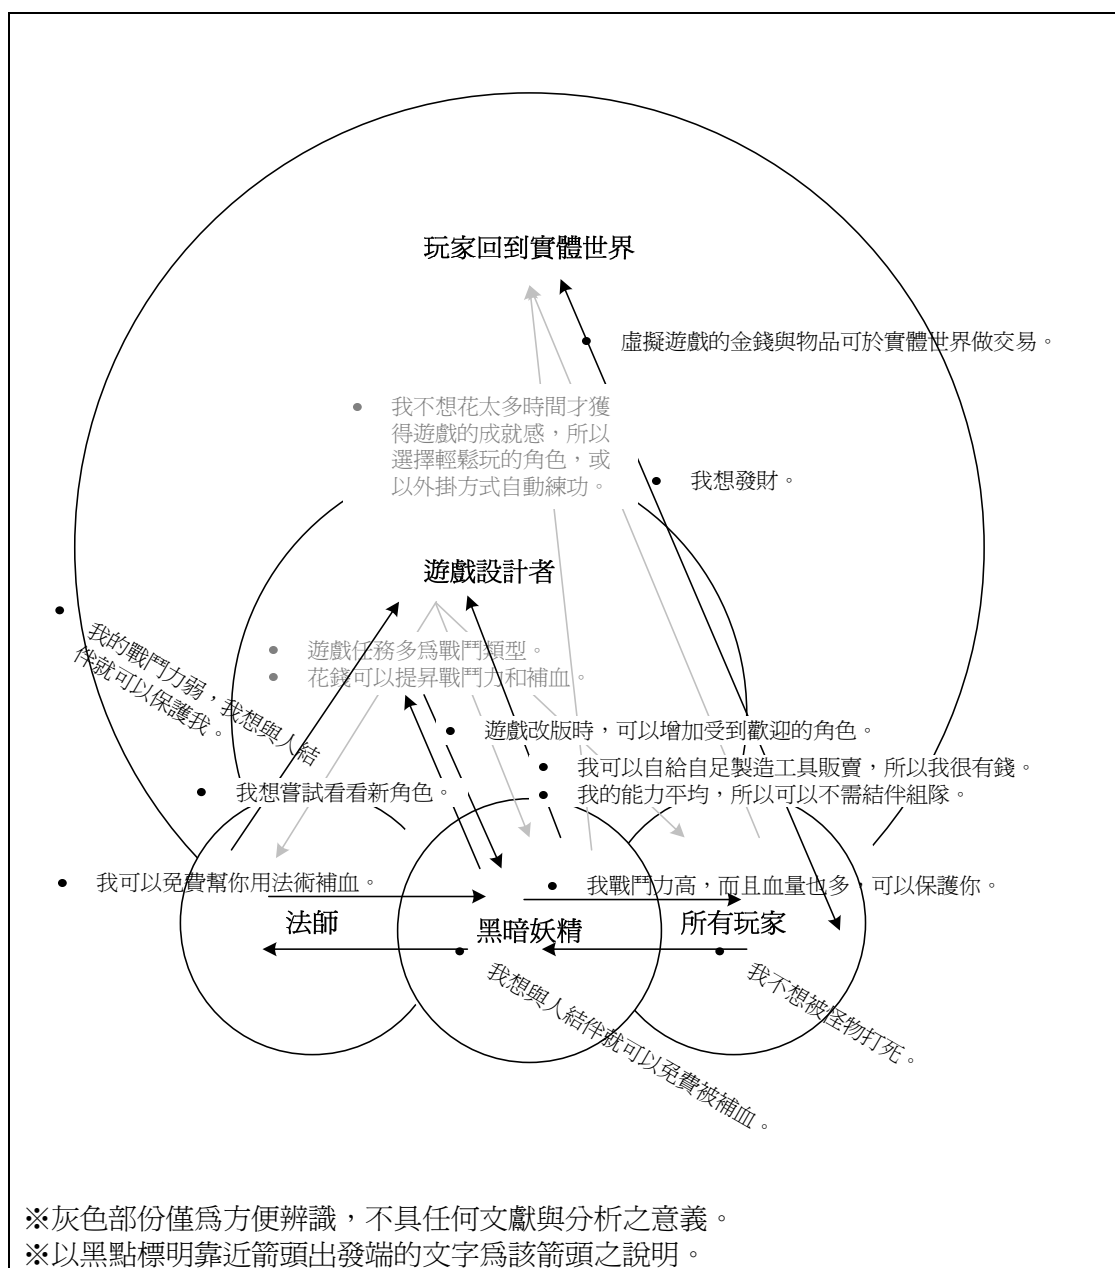 玩家回到實體世界
• 虛擬遊戲的金錢與物品可於實體世界做交易。
• 我不想花太多時間才獲
得遊戲的成就感，所以
選擇輕鬆玩的角色，或
以外掛方式自動練功。
• 我想發財。
遊戲設計者
• 我的戰鬥力弱，我想與人結
伴就可以保護我。
• 遊戲任務多為戰鬥類型。
• 花錢可以提昇戰鬥力和補血。
• 遊戲改版時，可以增加受到歡迎的角色。
• 我可以自給自足製造工具販賣，所以我很有錢。
• 我的能力平均，所以可以不需結伴組隊。
• 我想嘗試看看新角色。
• 我可以免費幫你用法術補血。
• 我戰鬥力高，而且血量也多，可以保護你。
法師
黑暗妖精
所有玩家
• 我想與人結伴就可以免費被補血。
• 我不想被怪物打死。
※灰色部份僅為方便辨識，不具任何文獻與分析之意義。
※以黑點標明靠近箭頭出發端的文字為該箭頭之說明。